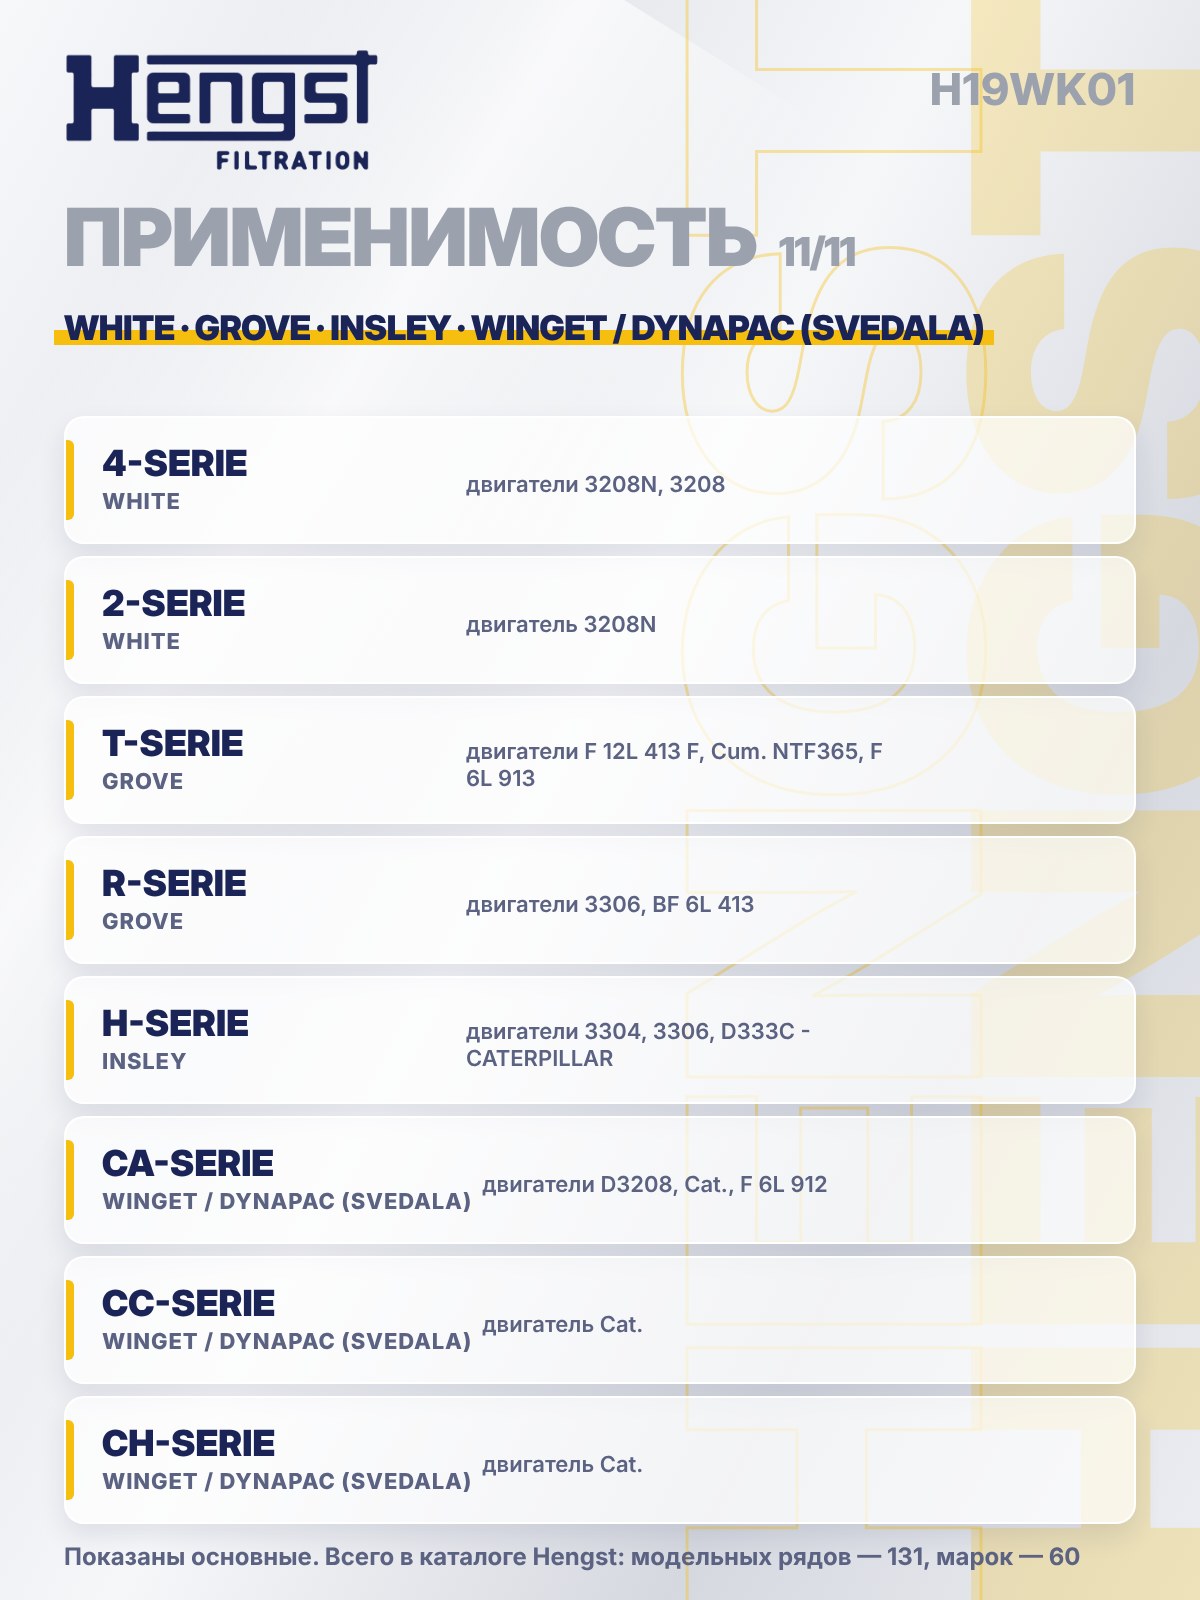 Hengst
FILTRATION
H19WK01
ПРИМЕНИМОСТЬ 11/11
WHITE · GROVE · INSLEY · WINGET / DYNAPAC (SVEDALA)
4-SERIE
WHITE
двигатели 3208N, 3208
2-SERIE
WHITE
двигатель 3208N
T-SERIE
GROVE
двигатели F 12L 413 F, Cum. NTF365, F
6L 913
R-SERIE
GROVE
двигатели 3306, BF 6L 413
H-SERIE
INSLEY
двигатели 3304, 3306, D333C -
CATERPILLAR
CA-SERIE
WINGET / DYNAPAC (SVEDALA)
двигатели D3208, Cat., F 6L 912
CC-SERIE
WINGET / DYNAPAC (SVEDALA)
двигатель Cat.
CH-SERIE
WINGET / DYNAPAC (SVEDALA)
двигатель Cat.
Показаны основные. Всего в каталоге Hengst: модельных рядов — 131, марок — 60
HENGST